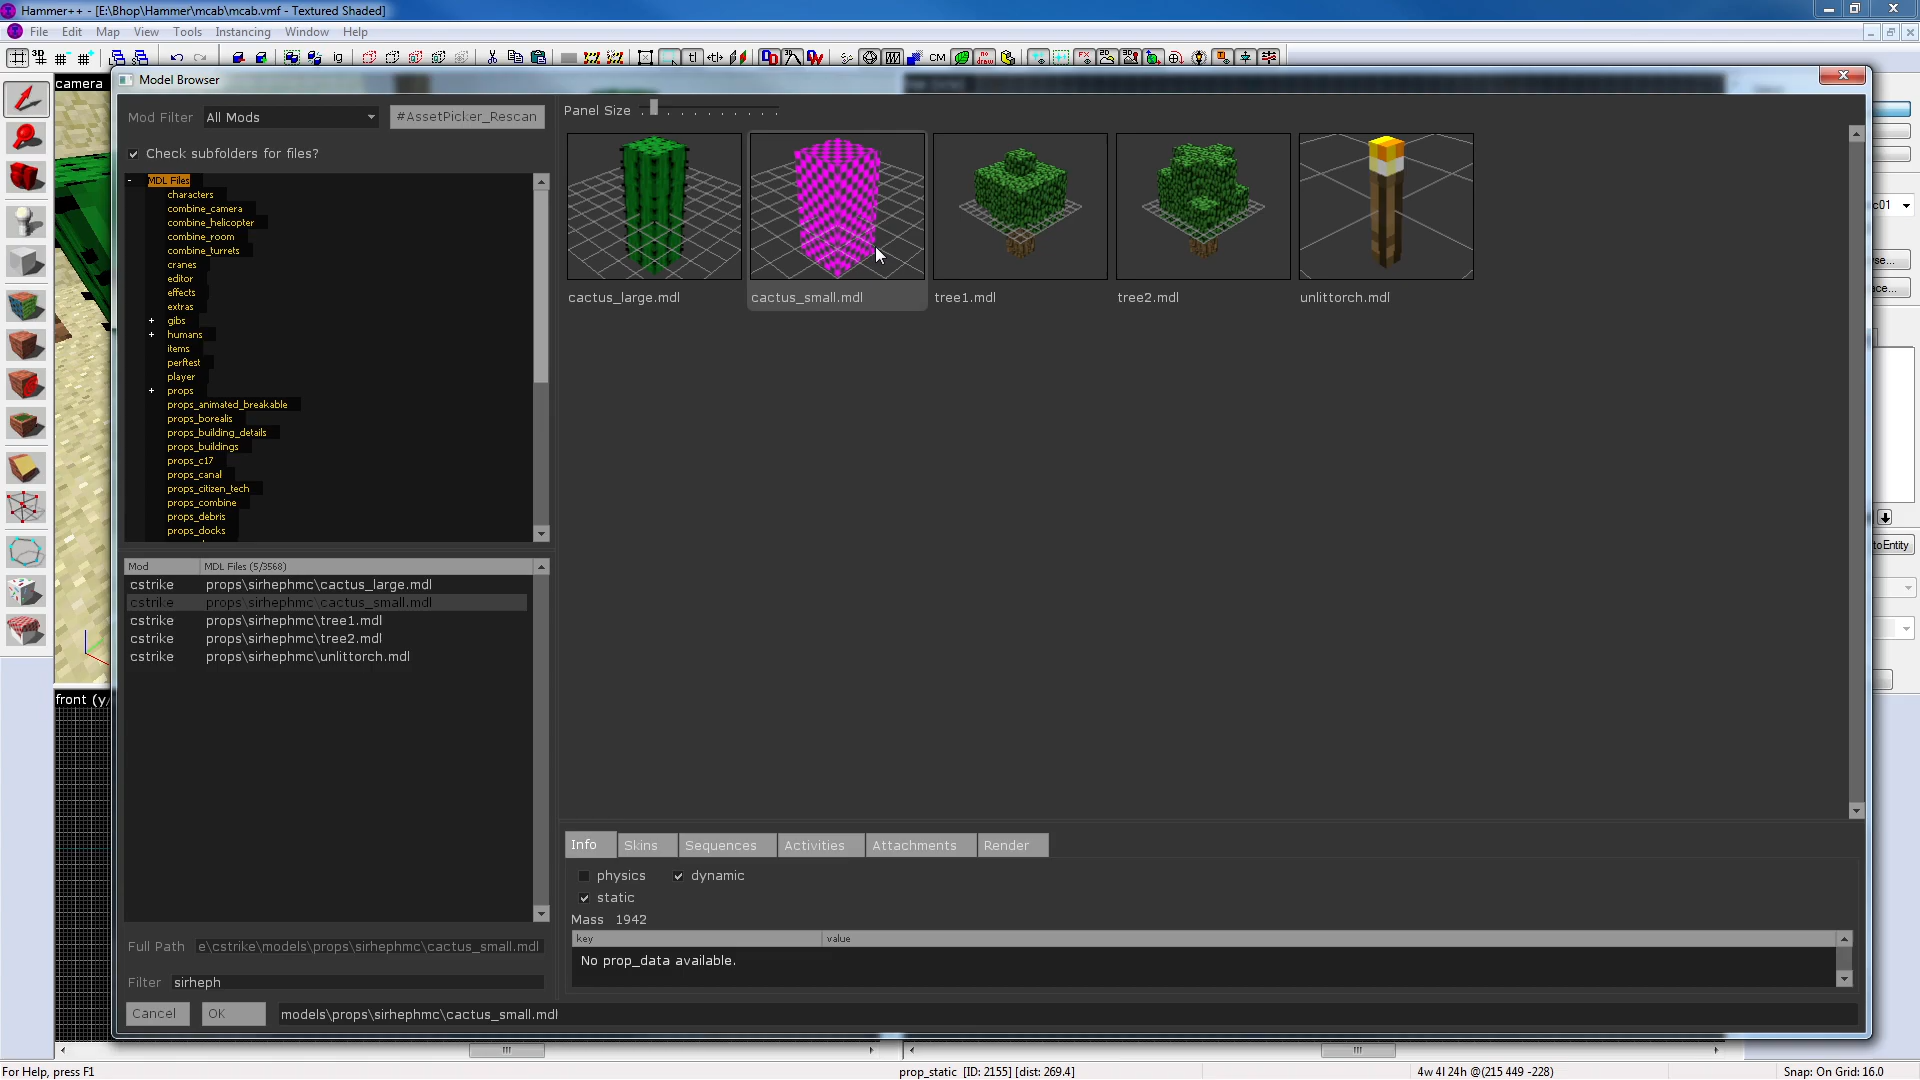 Hammer++ - [E:\Bhop\Hammer\mcab\mcab.vmf - Textured Shaded]
File Edit Map View Tools Instancing Window Help
ig tl CM
camera
Model Browser
Mod Filter All Mods #AssetPicker_Rescan
Check subfolders for files?
MDL Files
characters
combine_camera
combine_helicopter
combine_room
combine_turrets
cranes
editor
effects
extras
gibs
humans
items
perftest
player
props
props_animated_breakable
props_borealis
props_building_details
props_buildings
props_c17
props_canal
props_citizen_tech
props_combine
props_debris
props_docks
Panel Size
cactus_large.mdl
cactus_small.mdl
tree1.mdl
tree2.mdl
unlittorch.mdl
Mod MDL Files (5/3568)
cstrike props\sirhephmc\cactus_large.mdl
cstrike props\sirhephmc\cactus_small.mdl
cstrike props\sirhephmc\tree1.mdl
cstrike props\sirhephmc\tree2.mdl
cstrike props\sirhephmc\unlittorch.mdl
Full Path e\cstrike\models\props\sirhephmc\cactus_small.mdl
Filter sirheph
Cancel OK models\props\sirhephmc\cactus_small.mdl
Info Skins Sequences Activities Attachments Render
physics dynamic
static
Mass 1942
key value
No prop_data available.
c01
se...
ace...
toEntity
front (y/
For Help, press F1
prop_static [ID: 2155] [dist: 269.4]
4w 4l 24h @(215 449 -228)
Snap: On Grid: 16.0